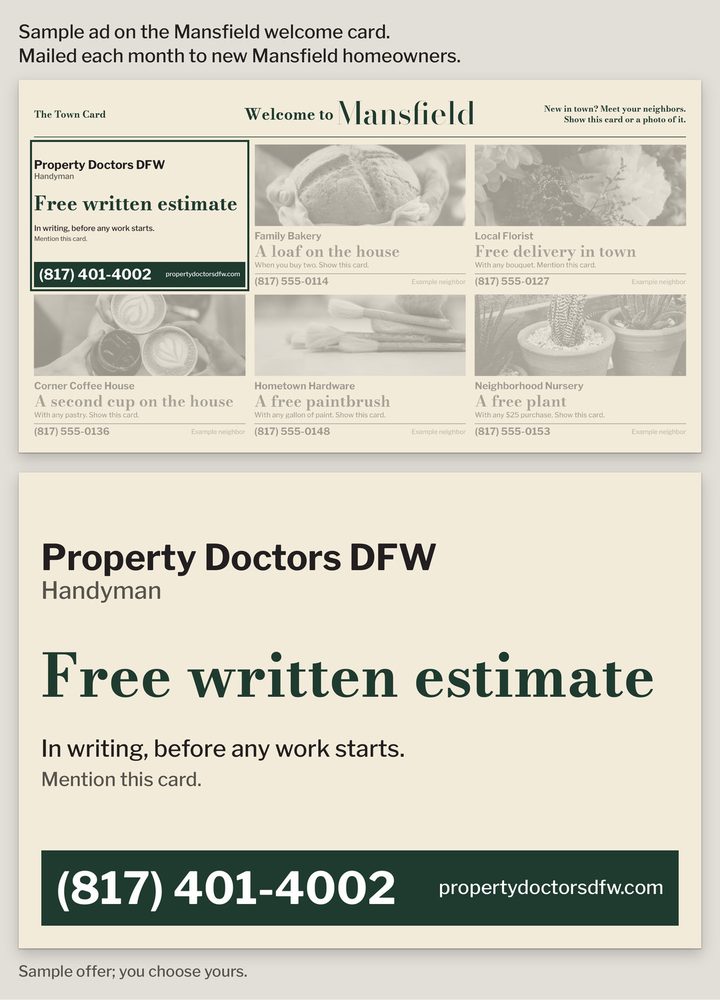 Sample ad on the Mansfield welcome card.
Mailed each month to new Mansfield homeowners.
The Town Card
Welcome to Mansfield
New in town? Meet your neighbors.
Show this card or a photo of it.
Property Doctors DFW
Handyman
Free written estimate
In writing, before any work starts.
Mention this card.
(817) 401-4002 propertydoctorsdfw.com
Family Bakery
A loaf on the house
When you buy two. Show this card.
(817) 555-0114 Example neighbor
Local Florist
Free delivery in town
With any bouquet. Mention this card.
(817) 555-0127 Example neighbor
Corner Coffee House
A second cup on the house
With any pastry. Show this card.
(817) 555-0136 Example neighbor
Hometown Hardware
A free paintbrush
With any gallon of paint. Show this card.
(817) 555-0148 Example neighbor
Neighborhood Nursery
A free plant
With any $25 purchase. Show this card.
(817) 555-0153 Example neighbor
Property Doctors DFW
Handyman
Free written estimate
In writing, before any work starts.
Mention this card.
(817) 401-4002 propertydoctorsdfw.com
Sample offer; you choose yours.